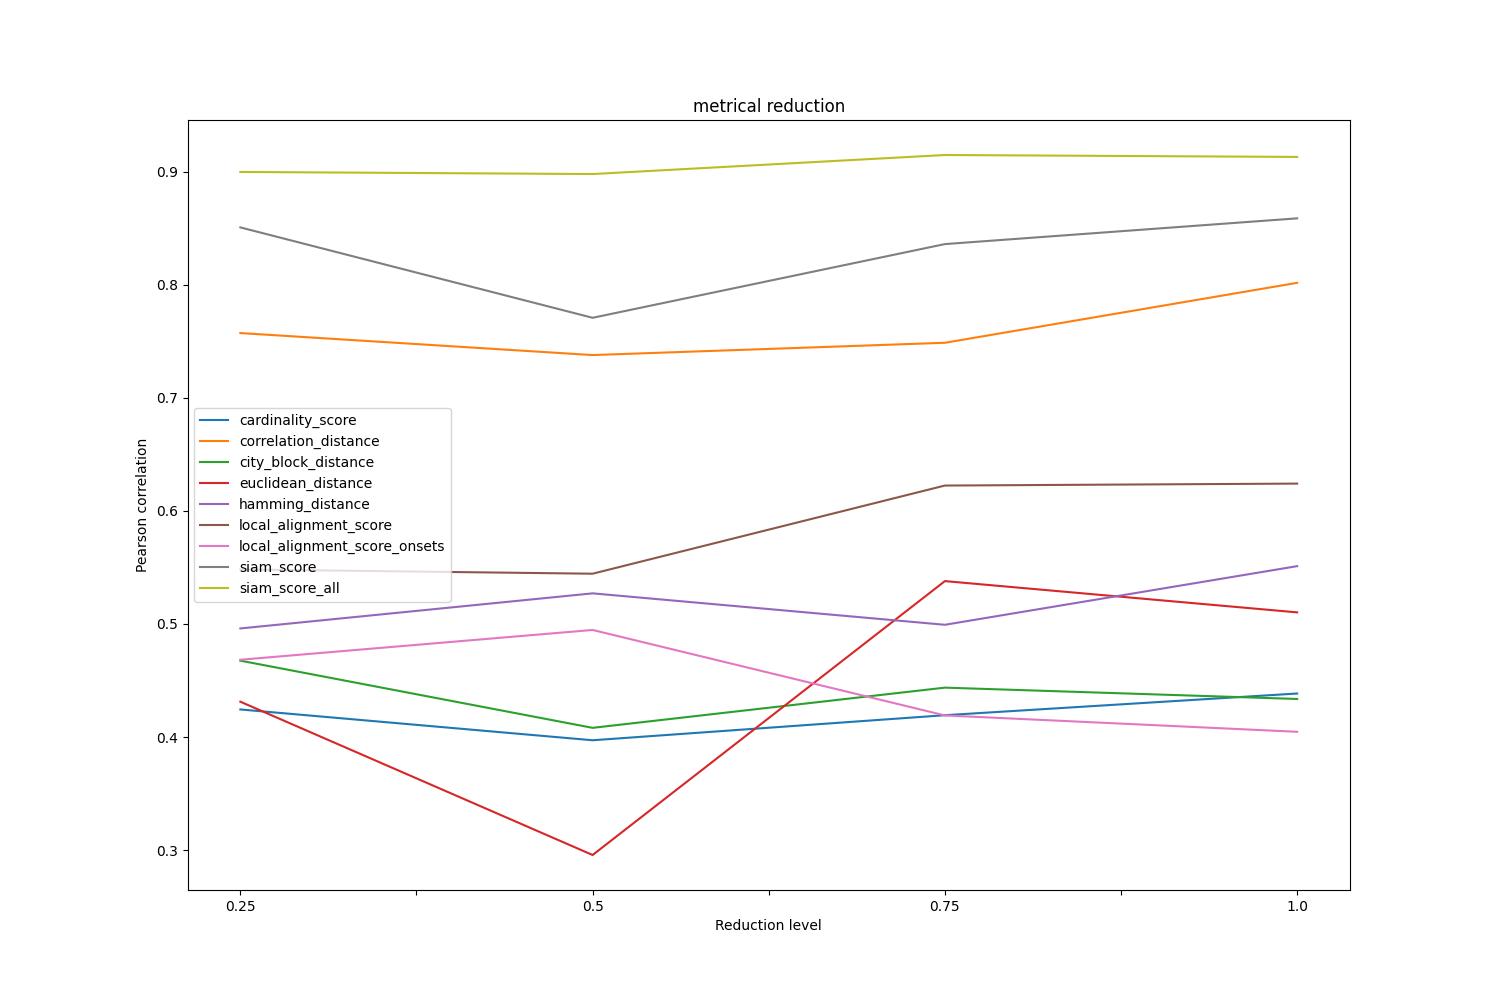 metrical reduction
0.9
0.8
0.7
0.6
0.5
0.4
0.3
Pearson correlation
cardinality_score
correlation_distance
city_block_distance
euclidean_distance
hamming_distance
local_alignment_score
local_alignment_score_onsets
siam_score
siam_score_all
0.25 0.5 0.75 1.0
Reduction level